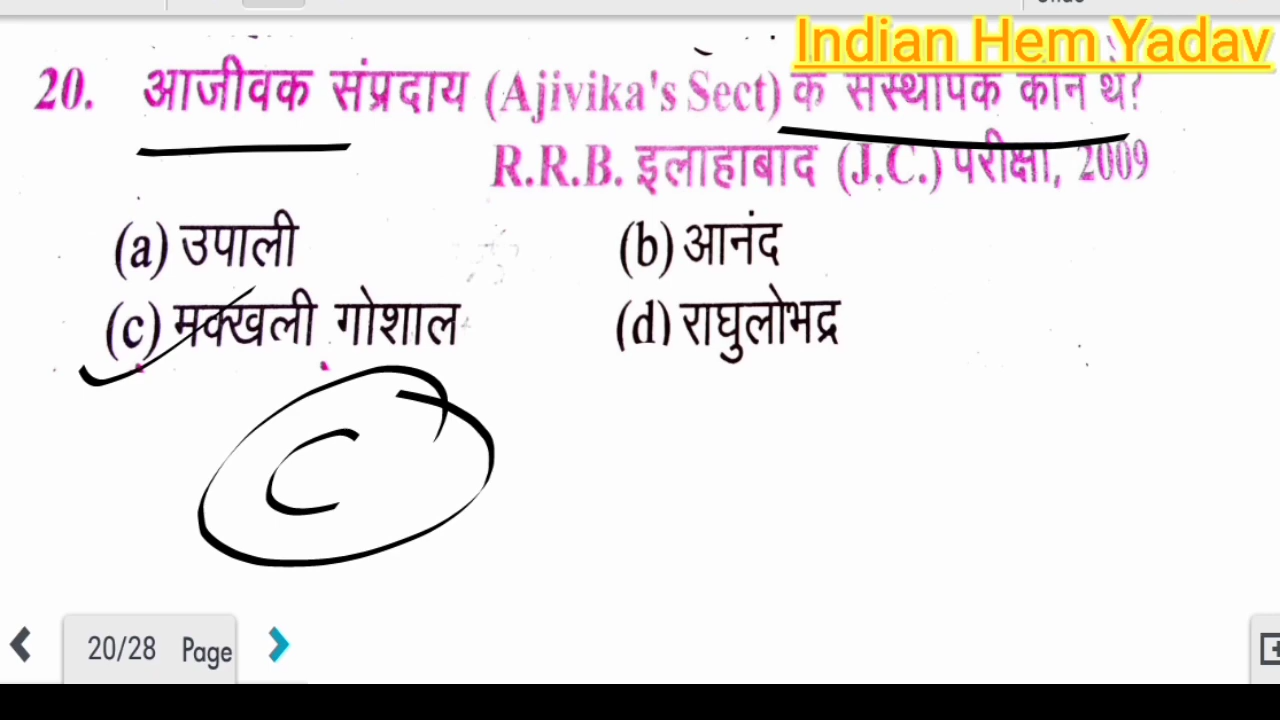 Indian Hem Yadav
20. आजीवक संप्रदाय (Ajivika's Sect) के संस्थापक कौन थे?
R.R.B. इलाहाबाद (J.C.) परीक्षा, 2009
(a) उपाली (b) आनंद
(c) मक्खली गोशाल (d) राघुलोभद्र
C
20/28 Page